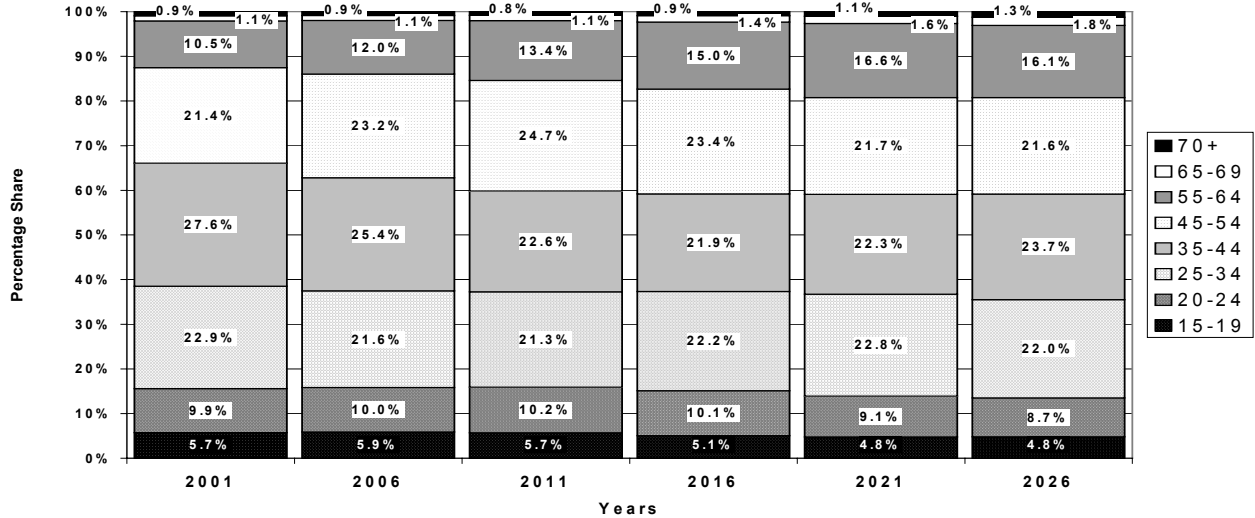 100%
90%
80%
70%
60%
50%
40%
30%
20%
10%
0%
Percentage Share
0.9% 0.9% 0.8% 0.9% 1.1% 1.3%
1.1% 1.1% 1.1% 1.4% 1.6% 1.8%
10.5% 12.0% 13.4% 15.0% 16.6% 16.1%
21.4% 23.2% 24.7% 23.4% 21.7% 21.6%
27.6% 25.4% 22.6% 21.9% 22.3% 23.7%
22.9% 21.6% 21.3% 22.2% 22.8% 22.0%
9.9% 10.0% 10.2% 10.1% 9.1% 8.7%
5.7% 5.9% 5.7% 5.1% 4.8% 4.8%
2001 2006 2011 2016 2021 2026
Years
70+
65-69
55-64
45-54
35-44
25-34
20-24
15-19